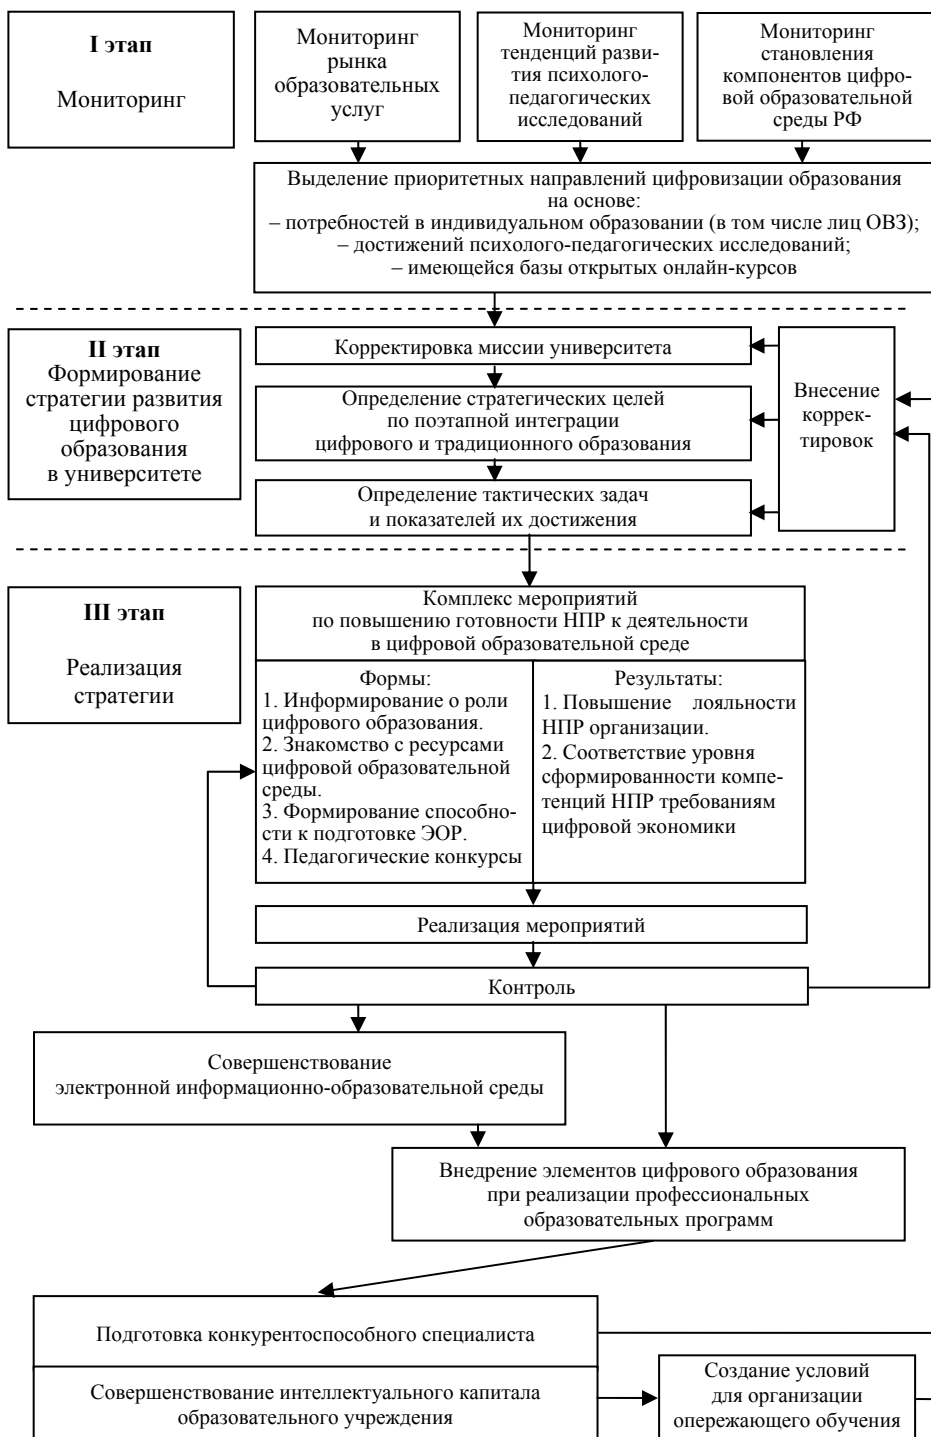 I этап
Мониторинг
Мониторинг
рынка
образовательных
услуг
Мониторинг
тенденций разви-
тия психолого-
педагогических
исследований
Мониторинг
становления
компонентов цифро-
вой образовательной
среды РФ
Выделение приоритетных направлений цифровизации образования
на основе:
– потребностей в индивидуальном образовании (в том числе лиц ОВЗ);
– достижений психолого-педагогических исследований;
– имеющейся базы открытых онлайн-курсов
II этап
Формирование
стратегии развития
цифрового
образования
в университете
Корректировка миссии университета
Определение стратегических целей
по поэтапной интеграции
цифрового и традиционного образования
Определение тактических задач
и показателей их достижения
Внесение
коррек-
тировок
III этап
Реализация
стратегии
Комплекс мероприятий
по повышению готовности НПР к деятельности
в цифровой образовательной среде
Формы:
1. Информирование о роли
цифрового образования.
2. Знакомство с ресурсами
цифровой образовательной
среды.
3. Формирование способно-
сти к подготовке ЭОР.
4. Педагогические конкурсы
Результаты:
1. Повышение лояльности
НПР организации.
2. Соответствие уровня
сформированности компе-
тенций НПР требованиям
цифровой экономики
Реализация мероприятий
Контроль
Совершенствование
электронной информационно-образовательной среды
Внедрение элементов цифрового образования
при реализации профессиональных
образовательных программ
Подготовка конкурентоспособного специалиста
Совершенствование интеллектуального капитала
образовательного учреждения
Создание условий
для организации
опережающего обучения